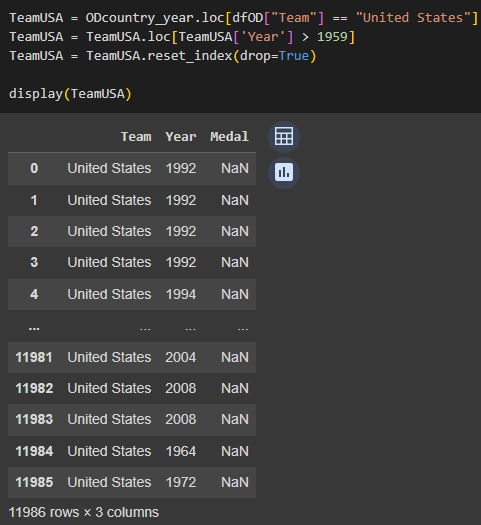 TeamUSA = ODcountry_year.loc[dfOD["Team"] == "United States"]
TeamUSA = TeamUSA.loc[TeamUSA['Year'] > 1959]
TeamUSA = TeamUSA.reset_index(drop=True)
display(TeamUSA)
Team Year Medal
0 United States 1992 NaN
1 United States 1992 NaN
2 United States 1992 NaN
3 United States 1992 NaN
4 United States 1994 NaN
... ... ... ...
11981 United States 2004 NaN
11982 United States 2008 NaN
11983 United States 2008 NaN
11984 United States 1964 NaN
11985 United States 1972 NaN
11986 rows × 3 columns